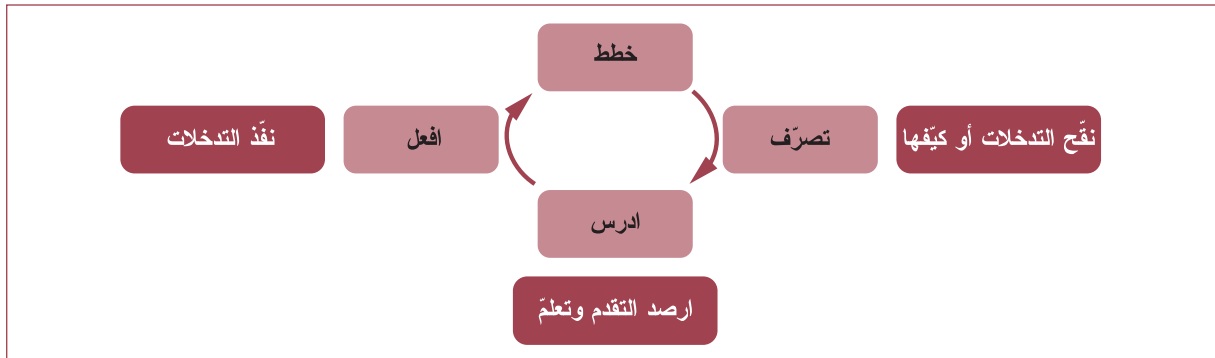 خطط
نقّح التدخلات أو كيّفها
تصرّف
افعل
نفّذ التدخلات
ادرس
ارصد التقدم وتعلمّ